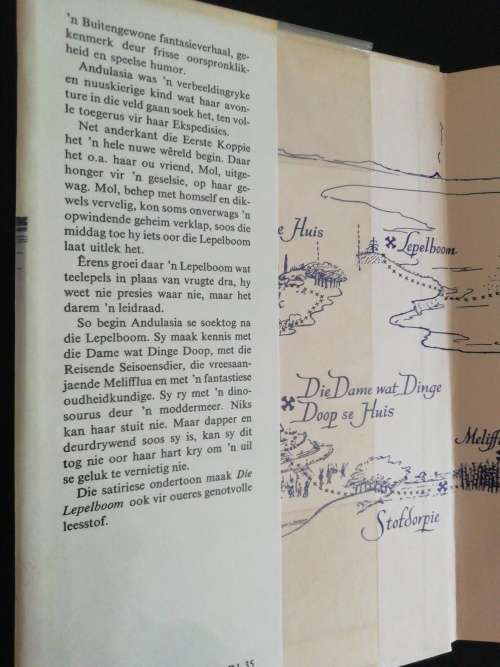 'n Buitengewone fantasieverhaal, ge-
kenmerk deur frisse oorspronklik-
heid en speelse humor.
Andulasia was 'n verbeeldingryke
en nuuskierige kind wat haar avon-
ture in die veld gaan soek het, ten vol-
le toegerus vir haar Ekspedisies.
Net anderkant die Eerste Koppie
het 'n hele nuwe wêreld begin. Daar
het o.a. haar ou vriend, Mol, uitge-
honger vir 'n geselsie, op haar ge-
wag. Mol, behep met homself en dik-
wels vervelig, kon soms onverwags 'n
opwindende geheim verklap, soos die
middag toe hy iets oor die Lepelboom
laat uitlek het.
Êrens groei daar 'n Lepelboom wat
teelepels in plaas van vrugte dra, hy
weet nie presies waar nie, maar het
darem 'n leidraad.
So begin Andulasia se soektog na
die Lepelboom. Sy maak kennis met
die Dame wat Dinge Doop, met die
Reisende Seisoensdier, die vreesaan-
jaende Melifflua en met 'n fantastiese
oudheidkundige. Sy ry met 'n dino-
sourus deur 'n moddermeer. Niks
kan haar stuit nie. Maar dapper en
deurdrywend soos sy is, kan sy dit
tog nie oor haar hart kry om 'n uil
se geluk te vernietig nie.
Die satiriese ondertoon maak Die
Lepelboom ook vir oueres genotvolle
leesstof.
35
e Huis
Lepelboom
Die Dame wat Dinge
Doop se Huis
Meliffl
Stofdorpie